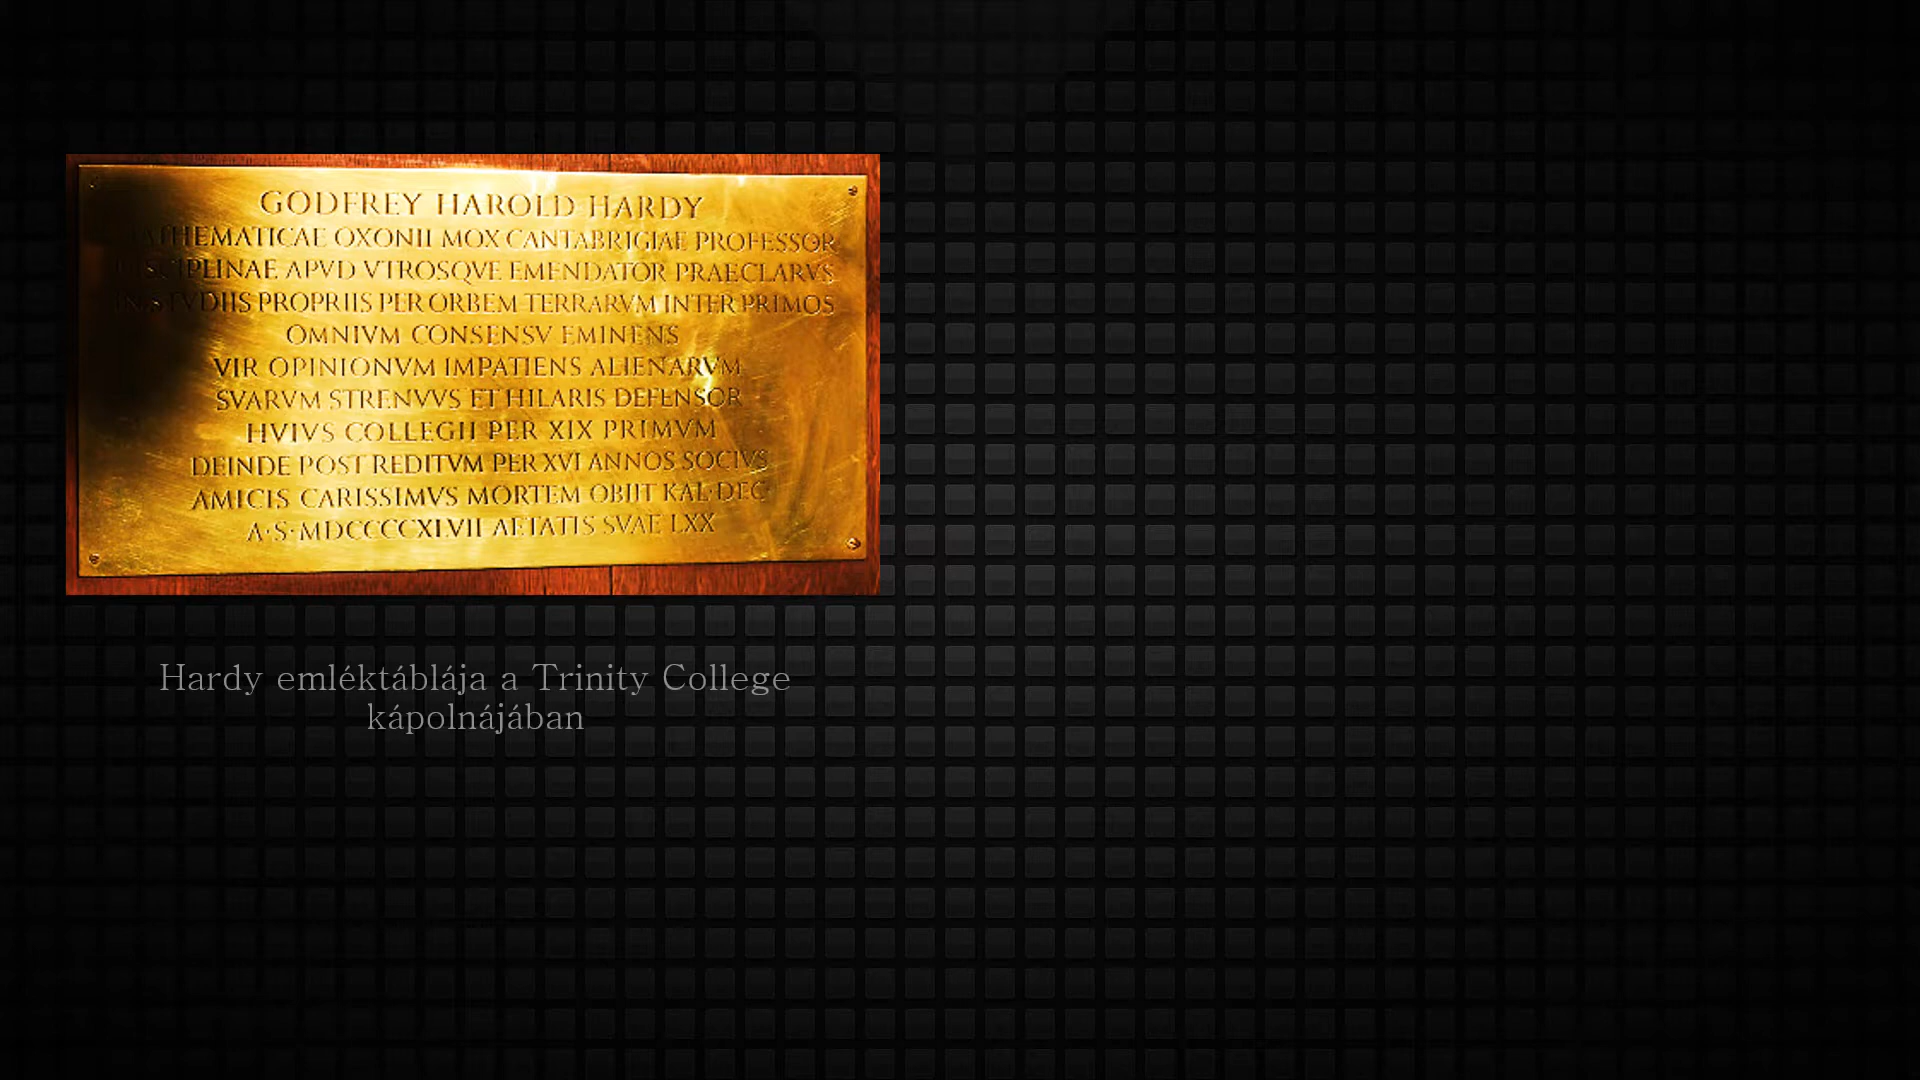 GODFREY HAROLD HARDY
MATHEMATICAE OXONII MOX CANTABRIGIAE PROFESSOR
DISCIPLINAE APVD VTROSQVE EMENDATOR PRAECLARVS
IN STVDIIS PROPRIIS PER ORBEM TERRARVM INTER PRIMOS
OMNIVM CONSENSV EMINENS
VIR OPINIONVM IMPATIENS ALIENARVM
SVARVM STRENVVS ET HILARIS DEFENSOR
HVIVS COLLEGII PER XIX PRIMVM
DEINDE POST REDITVM PER XVI ANNOS SOCIVS
AMICIS CARISSIMVS MORTEM OBIIT KAL·DEC
A·S·MDCCCCXLVII AETATIS SVAE LXX
Hardy emléktáblája a Trinity College
kápolnájában